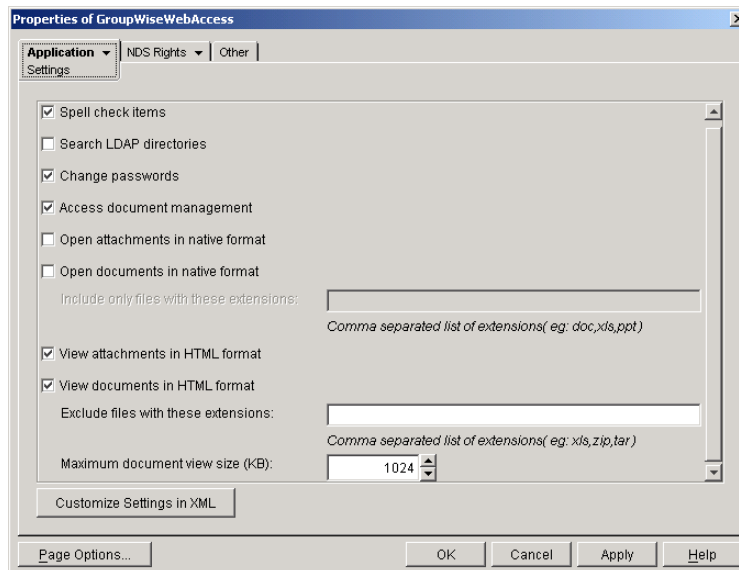 Properties of GroupWiseWebAccess
Application NDS Rights Other
Settings
Spell check items
Search LDAP directories
Change passwords
Access document management
Open attachments in native format
Open documents in native format
Include only files with these extensions:
Comma separated list of extensions( eg: doc,xls,ppt )
View attachments in HTML format
View documents in HTML format
Exclude files with these extensions:
Comma separated list of extensions( eg: xls,zip,tar )
Maximum document view size (KB): 1024
Customize Settings in XML
Page Options... OK Cancel Apply Help